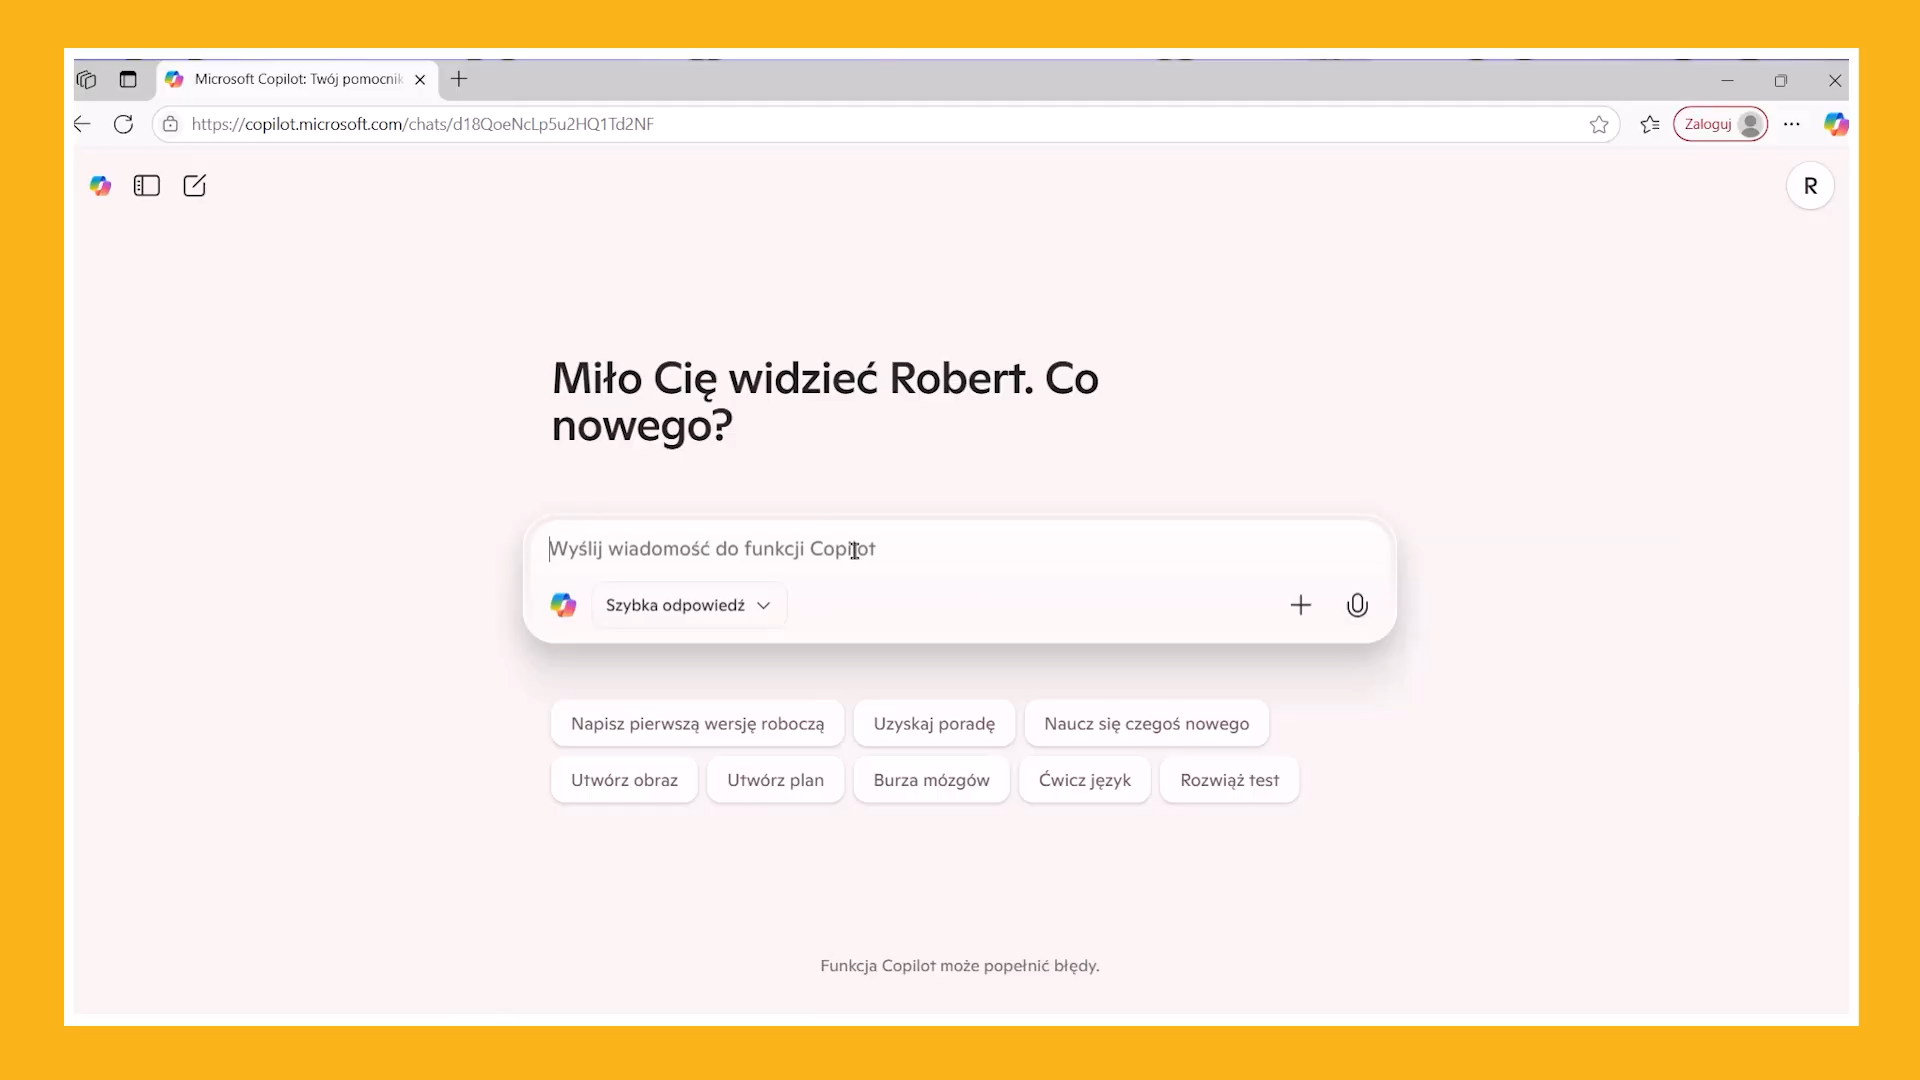 Microsoft Copilot: Twój pomocnik
https://copilot.microsoft.com/chats/d18QoeNcLp5u2HQ1Td2NF
Zaloguj
R
Miło Cię widzieć Robert. Co
nowego?
Wyślij wiadomość do funkcji Copilot
Szybka odpowiedź
Napisz pierwszą wersję roboczą
Uzyskaj poradę
Naucz się czegoś nowego
Utwórz obraz
Utwórz plan
Burza mózgów
Ćwicz język
Rozwiąż test
Funkcja Copilot może popełnić błędy.